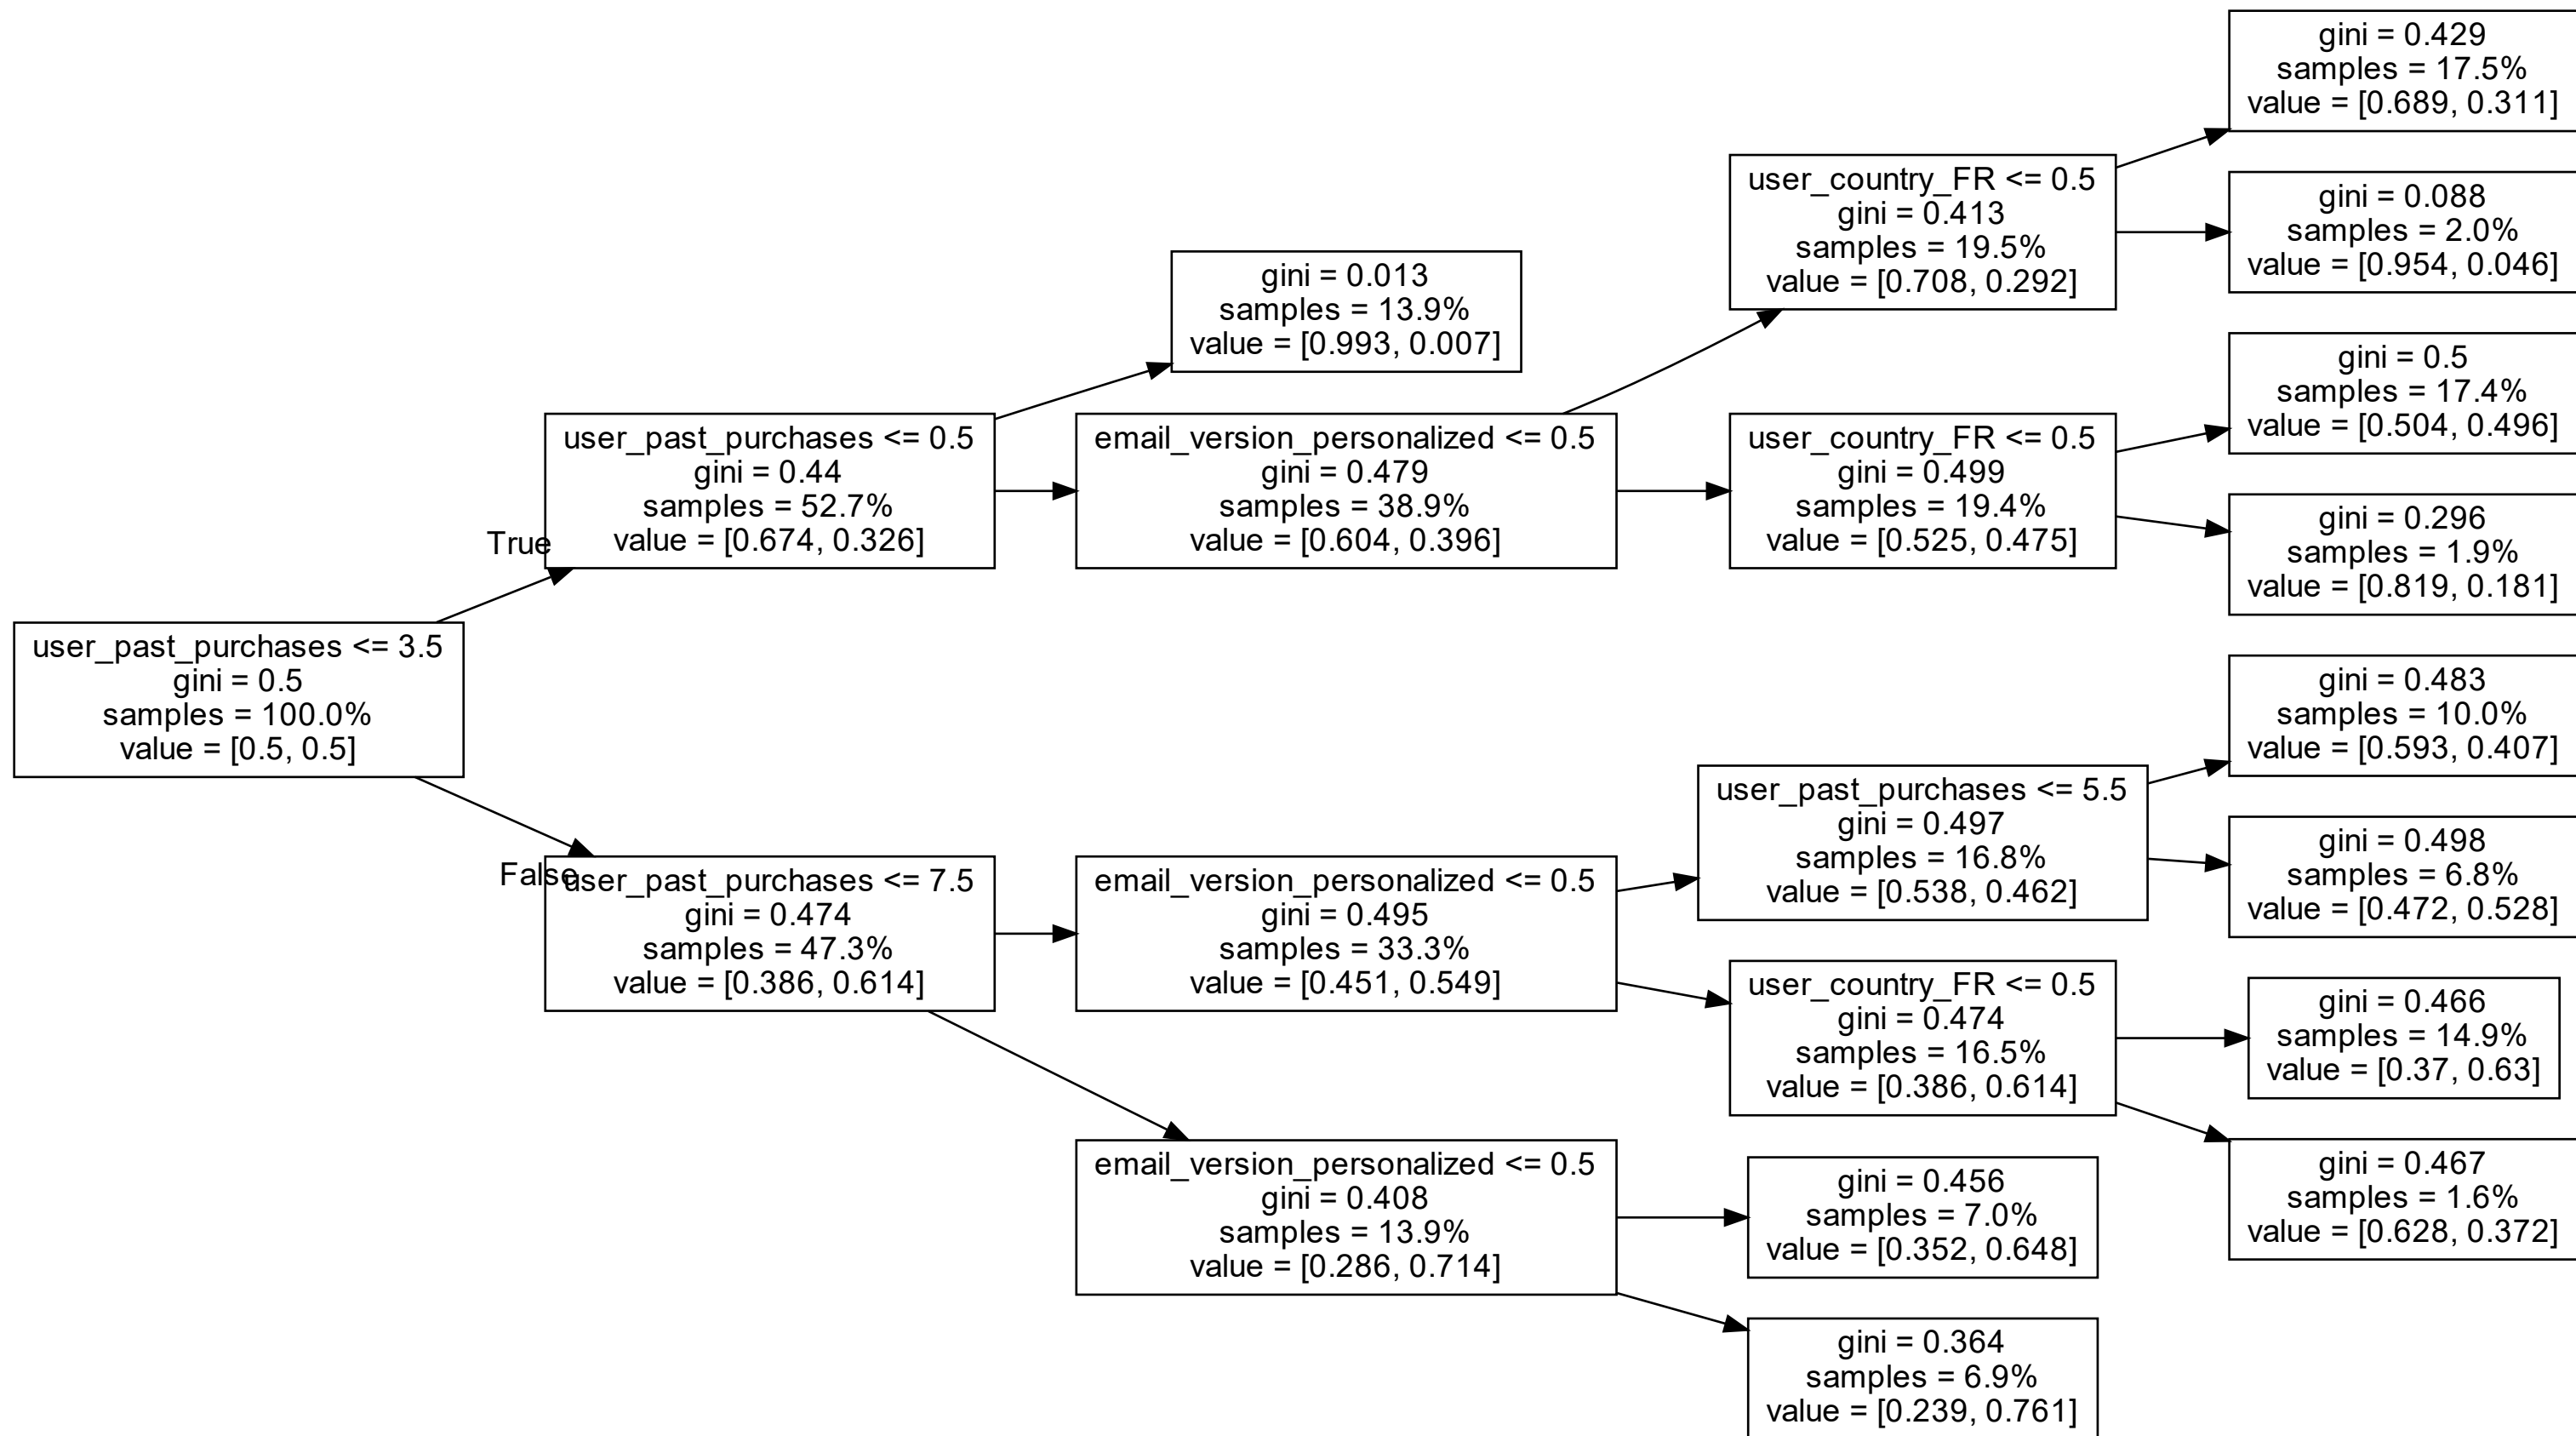 user_past_purchases <= 3.5
gini = 0.5
samples = 100.0%
value = [0.5, 0.5]
True
False
user_past_purchases <= 0.5
gini = 0.44
samples = 52.7%
value = [0.674, 0.326]
user_past_purchases <= 7.5
gini = 0.474
samples = 47.3%
value = [0.386, 0.614]
gini = 0.013
samples = 13.9%
value = [0.993, 0.007]
email_version_personalized <= 0.5
gini = 0.479
samples = 38.9%
value = [0.604, 0.396]
email_version_personalized <= 0.5
gini = 0.495
samples = 33.3%
value = [0.451, 0.549]
email_version_personalized <= 0.5
gini = 0.408
samples = 13.9%
value = [0.286, 0.714]
user_country_FR <= 0.5
gini = 0.413
samples = 19.5%
value = [0.708, 0.292]
user_country_FR <= 0.5
gini = 0.499
samples = 19.4%
value = [0.525, 0.475]
user_past_purchases <= 5.5
gini = 0.497
samples = 16.8%
value = [0.538, 0.462]
user_country_FR <= 0.5
gini = 0.474
samples = 16.5%
value = [0.386, 0.614]
gini = 0.456
samples = 7.0%
value = [0.352, 0.648]
gini = 0.364
samples = 6.9%
value = [0.239, 0.761]
gini = 0.429
samples = 17.5%
value = [0.689, 0.311]
gini = 0.088
samples = 2.0%
value = [0.954, 0.046]
gini = 0.5
samples = 17.4%
value = [0.504, 0.496]
gini = 0.296
samples = 1.9%
value = [0.819, 0.181]
gini = 0.483
samples = 10.0%
value = [0.593, 0.407]
gini = 0.498
samples = 6.8%
value = [0.472, 0.528]
gini = 0.466
samples = 14.9%
value = [0.37, 0.63]
gini = 0.467
samples = 1.6%
value = [0.628, 0.372]